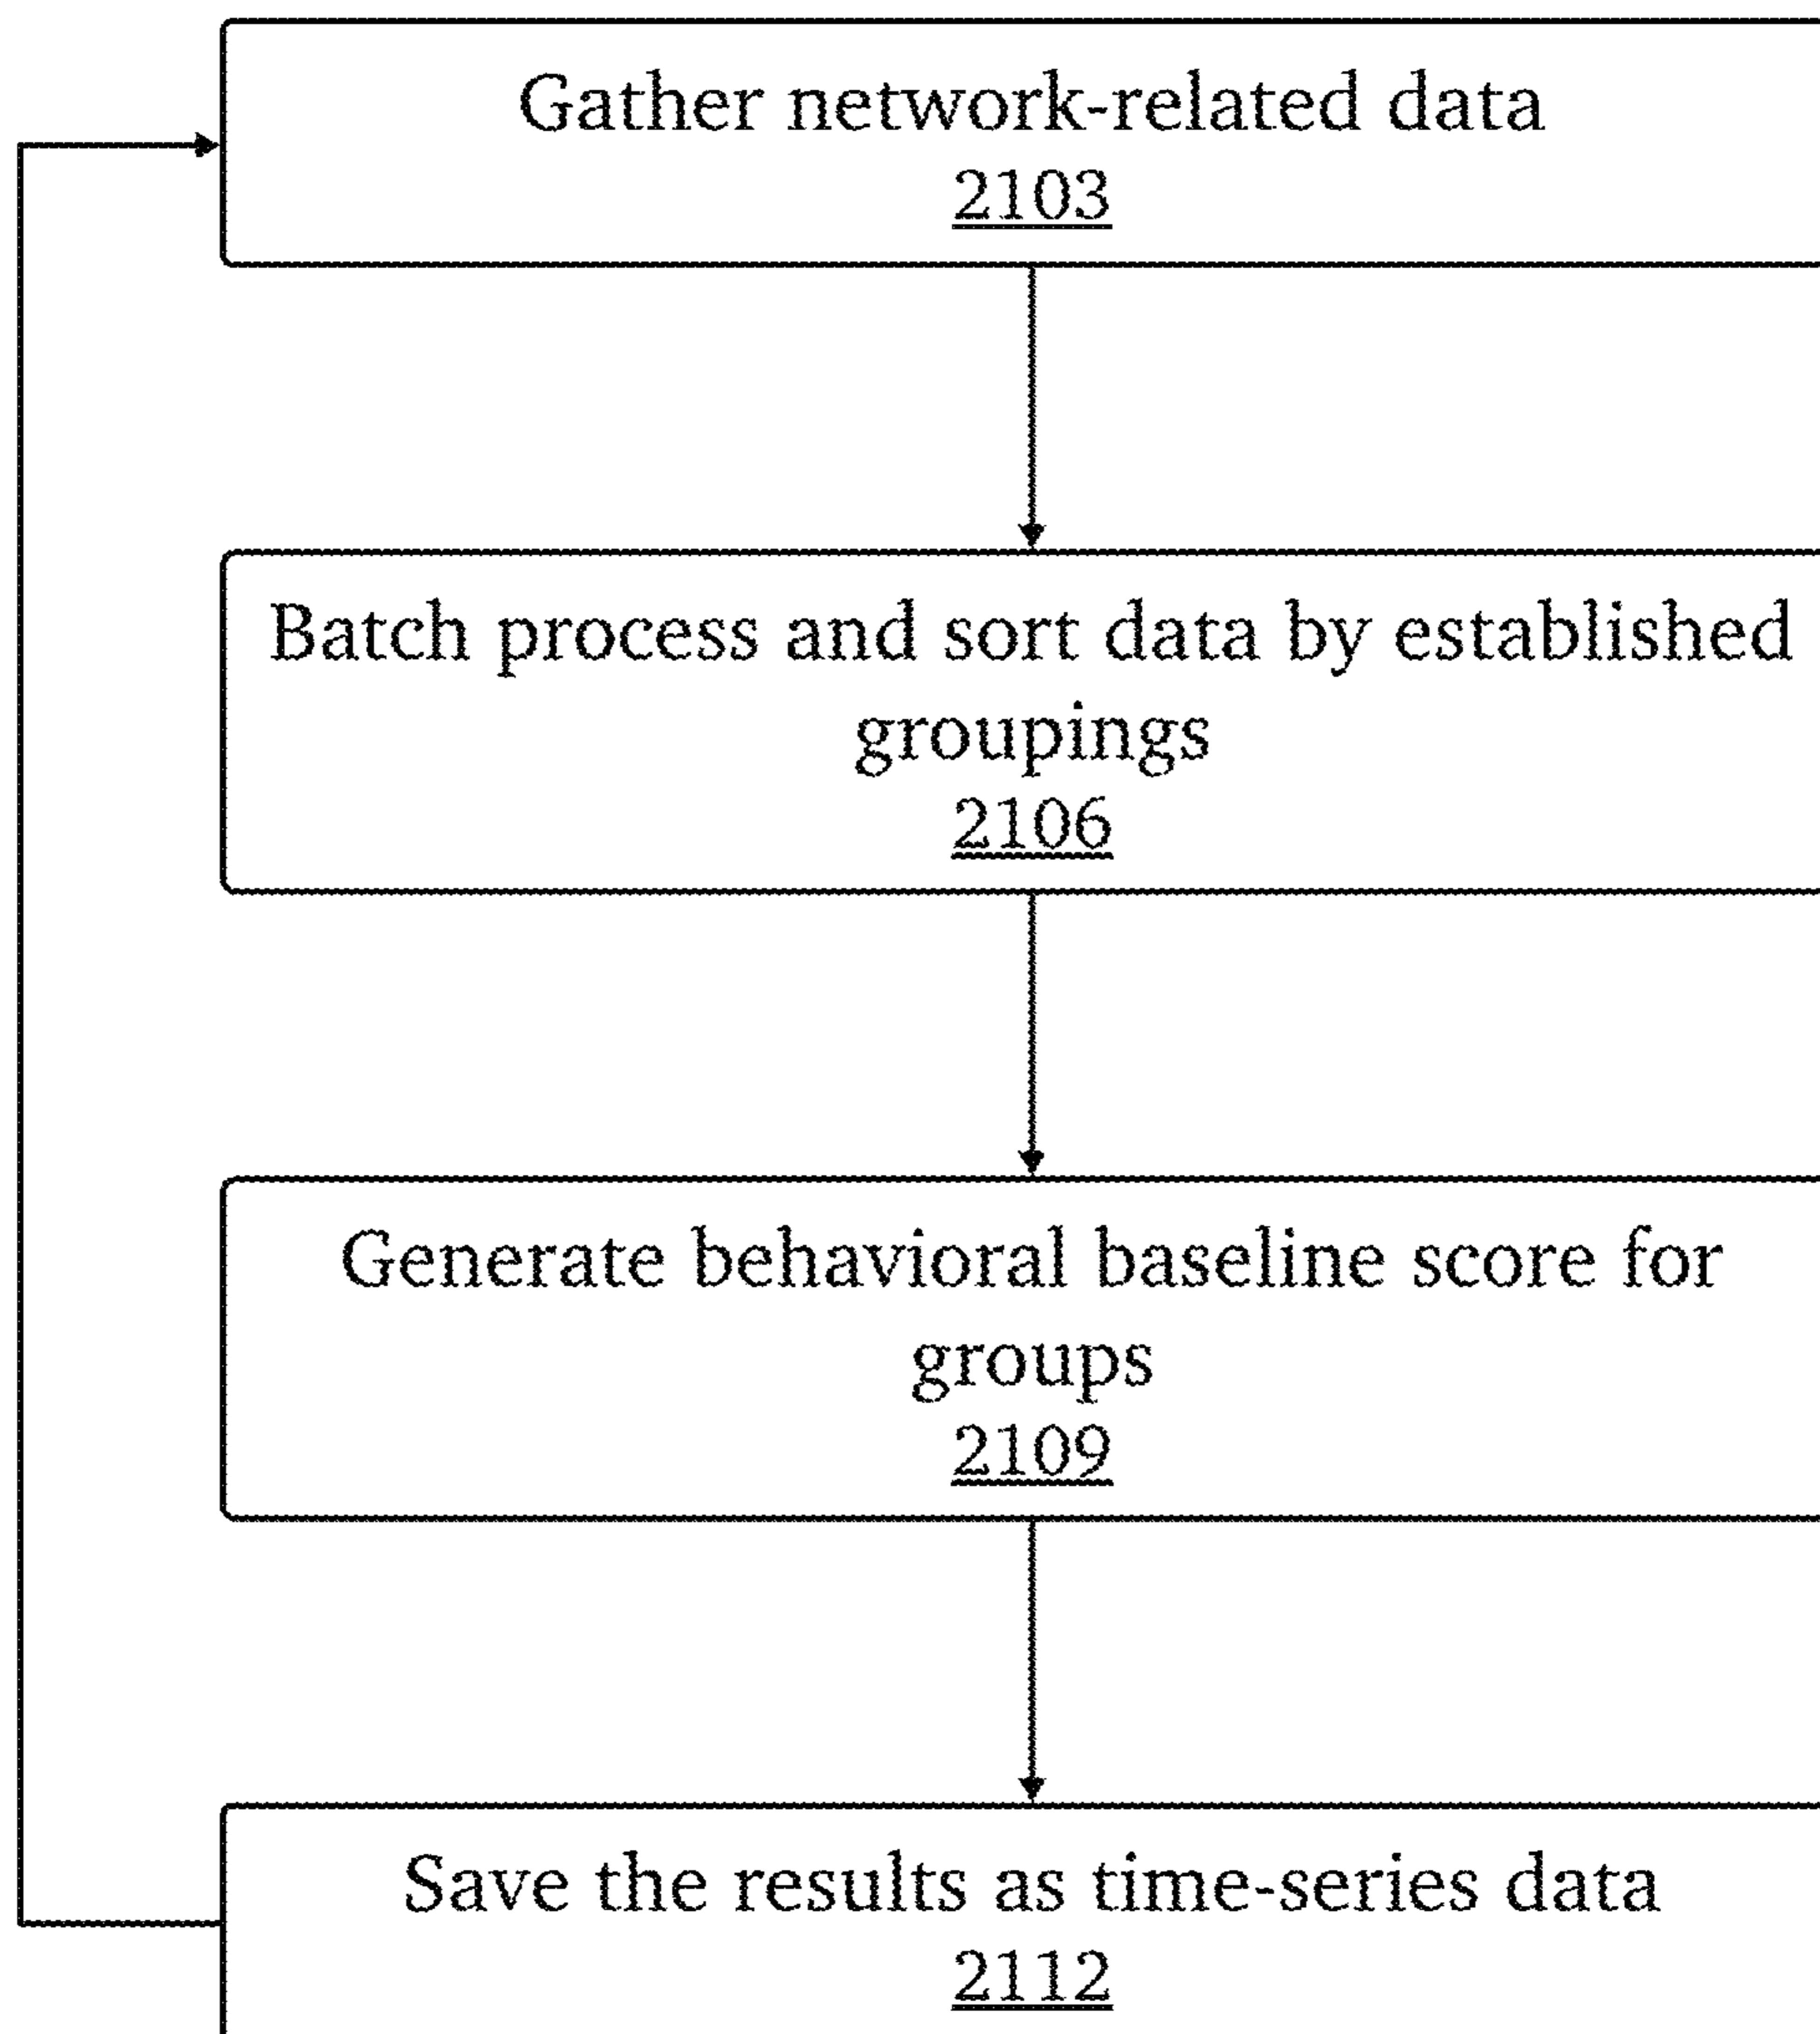 Gather network-related data
2103
Batch process and sort data by established
groupings
2106
Generate behavioral baseline score for
groups
2109
Save the results as time-series data
2112